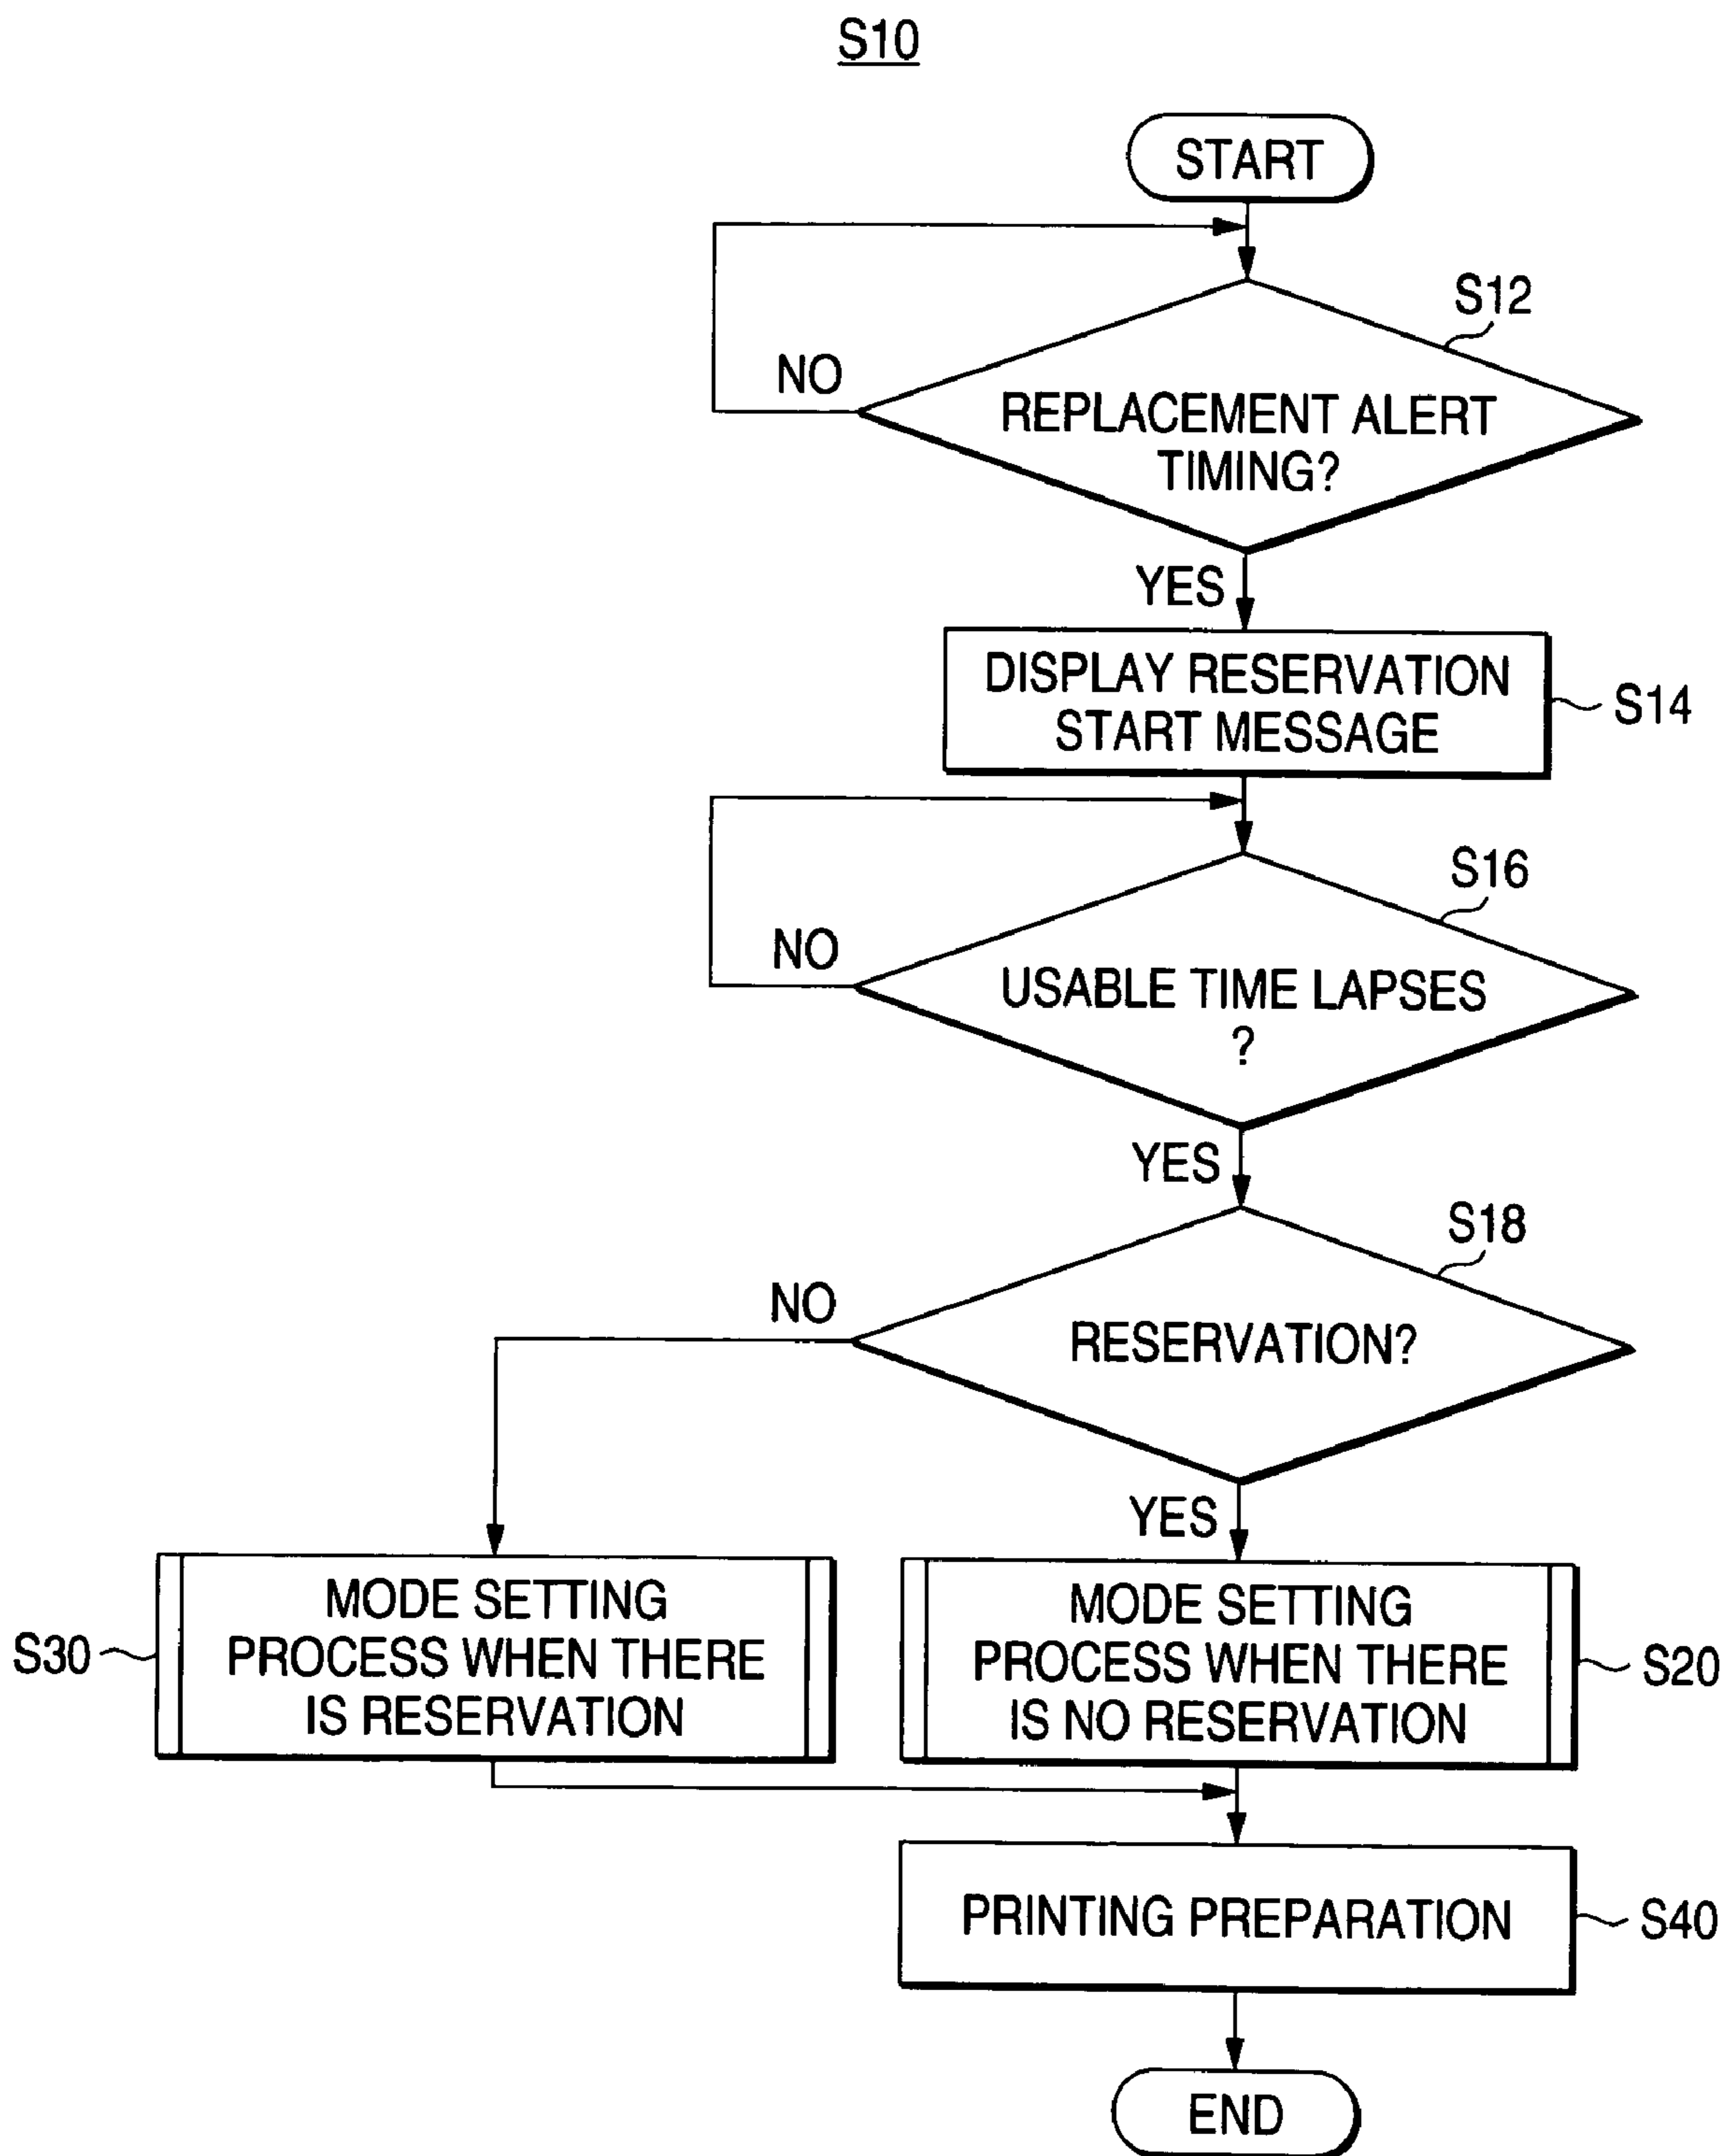 S10
START
S12
NO
REPLACEMENT ALERT
TIMING?
YES
DISPLAY RESERVATION
START MESSAGE
S14
S16
NO
USABLE TIME LAPSES
?
YES
S18
NO
RESERVATION?
YES
S30
MODE SETTING
PROCESS WHEN THERE
IS RESERVATION
MODE SETTING
PROCESS WHEN THERE
IS NO RESERVATION
S20
PRINTING PREPARATION
S40
END